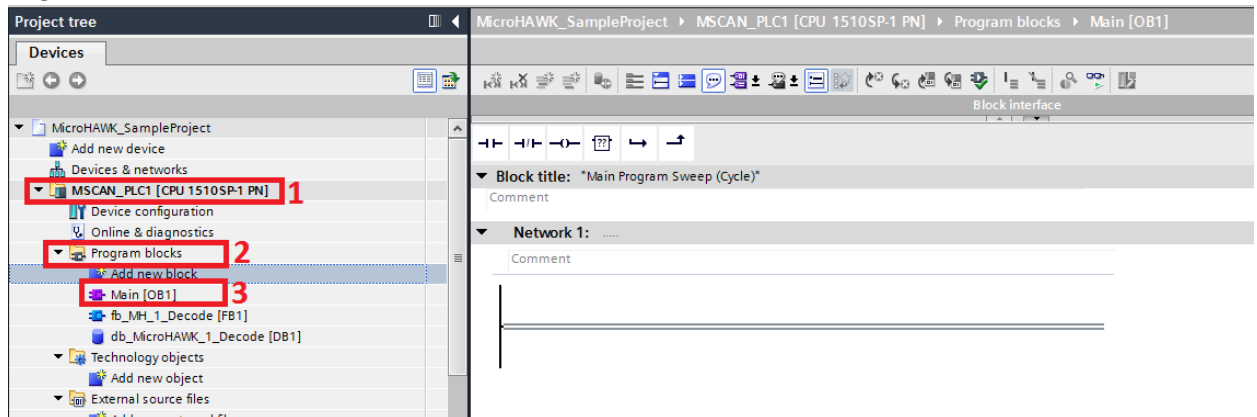 Project tree
Devices
MicroHAWK_SampleProject
Add new device
Devices & networks
MSCAN_PLC1 [CPU 1510SP-1 PN] 1
Device configuration
Online & diagnostics
Program blocks 2
Add new block
Main [OB1] 3
fb_MH_1_Decode [FB1]
db_MicroHAWK_1_Decode [DB1]
Technology objects
Add new object
External source files
MicroHAWK_SampleProject MSCAN_PLC1 [CPU 1510SP-1 PN] Program blocks Main [OB1]
Block interface
??
Block title: "Main Program Sweep (Cycle)"
Comment
Network 1: .....
Comment